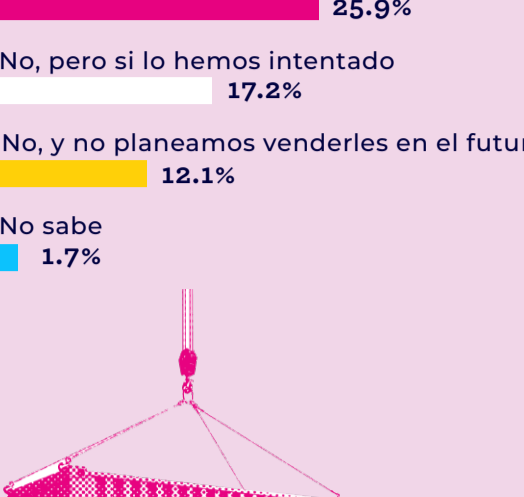 25.9%
No, pero si lo hemos intentado
17.2%
No, y no planeamos venderles en el
12.1%
No sabe
1.7%